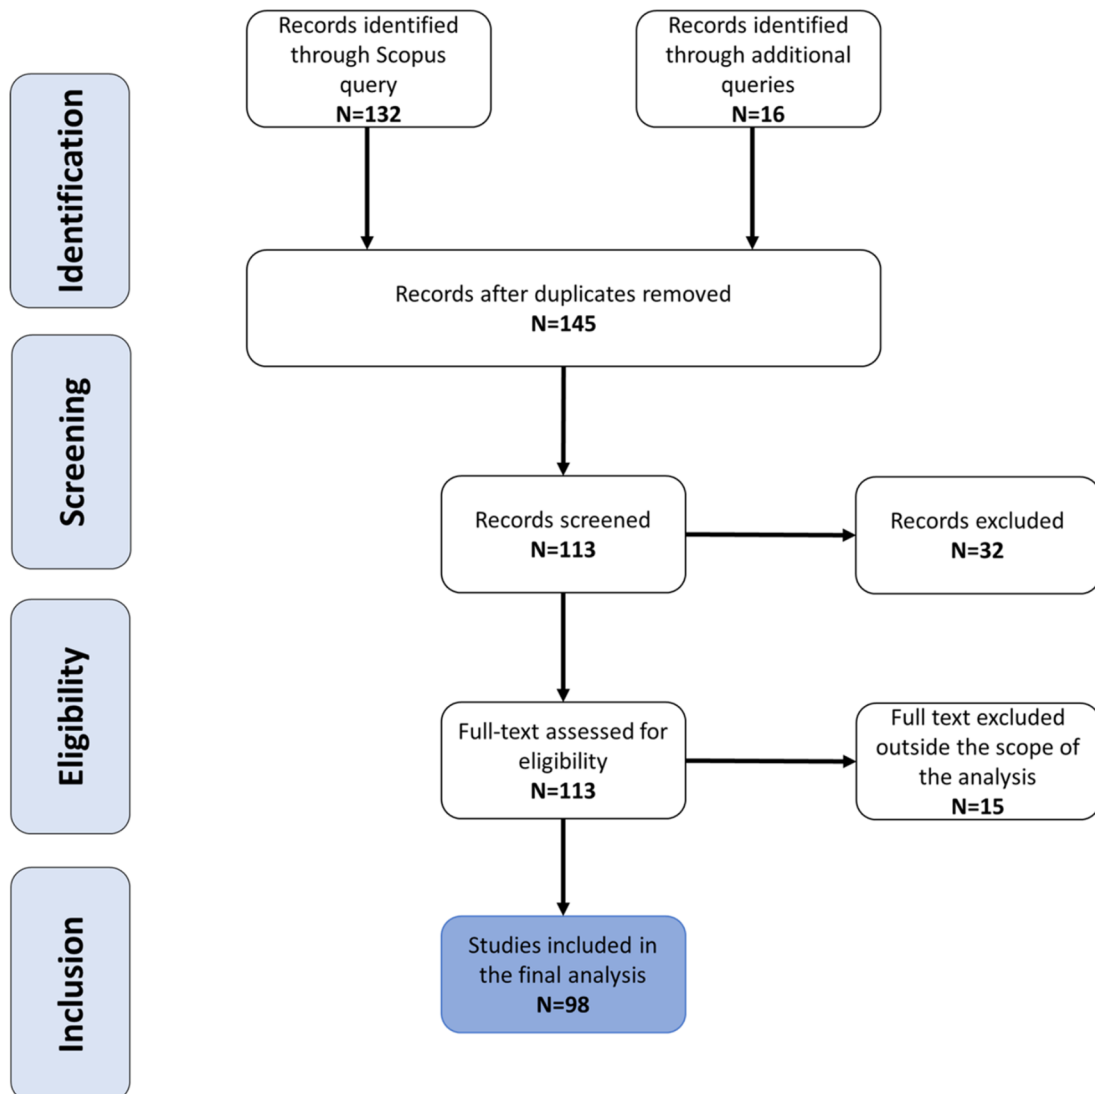 Records identified
through Scopus
query
N=132
Records identified
through additional
queries
N=16
Identification
Records after duplicates removed
N=145
Screening
Records screened
N=113
Records excluded
N=32
Eligibility
Full-text assessed for
eligibility
N=113
Full text excluded
outside the scope of
the analysis
N=15
Inclusion
Studies included in
the final analysis
N=98